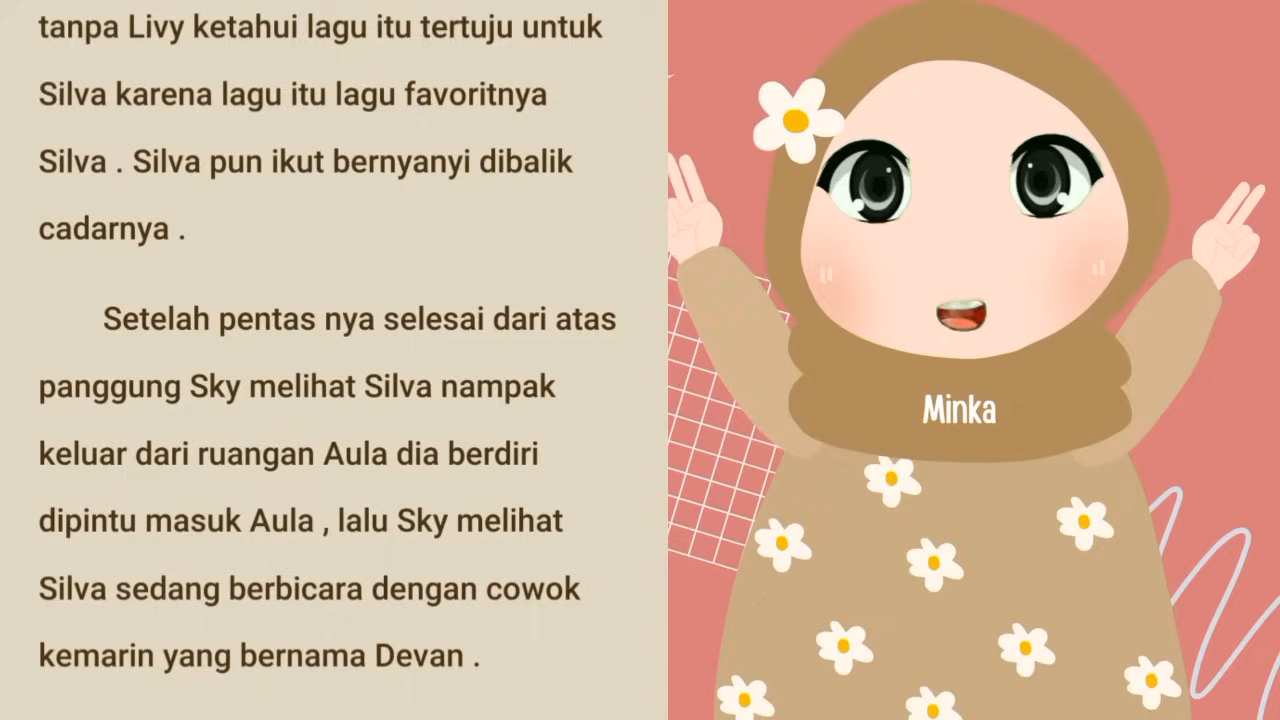 tanpa Livy ketahui lagu itu tertuju untuk
Silva karena lagu itu lagu favoritnya
Silva . Silva pun ikut bernyanyi dibalik
cadarnya .
Setelah pentas nya selesai dari atas
panggung Sky melihat Silva nampak
keluar dari ruangan Aula dia berdiri
dipintu masuk Aula , lalu Sky melihat
Silva sedang berbicara dengan cowok
kemarin yang bernama Devan .
Minka